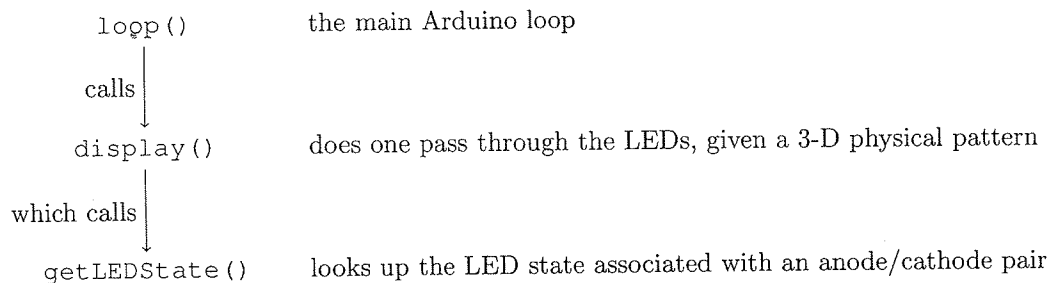 loop() the main Arduino loop
calls
display() does one pass through the LEDs, given a 3-D physical pattern
which calls
getLEDState() looks up the LED state associated with an anode/cathode pair